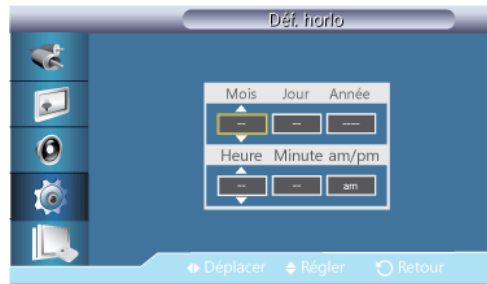 Déf. horlo
Mois Jour Année
-- -- ----
Heure Minute am/pm
-- -- am
Déplacer Régler Retour